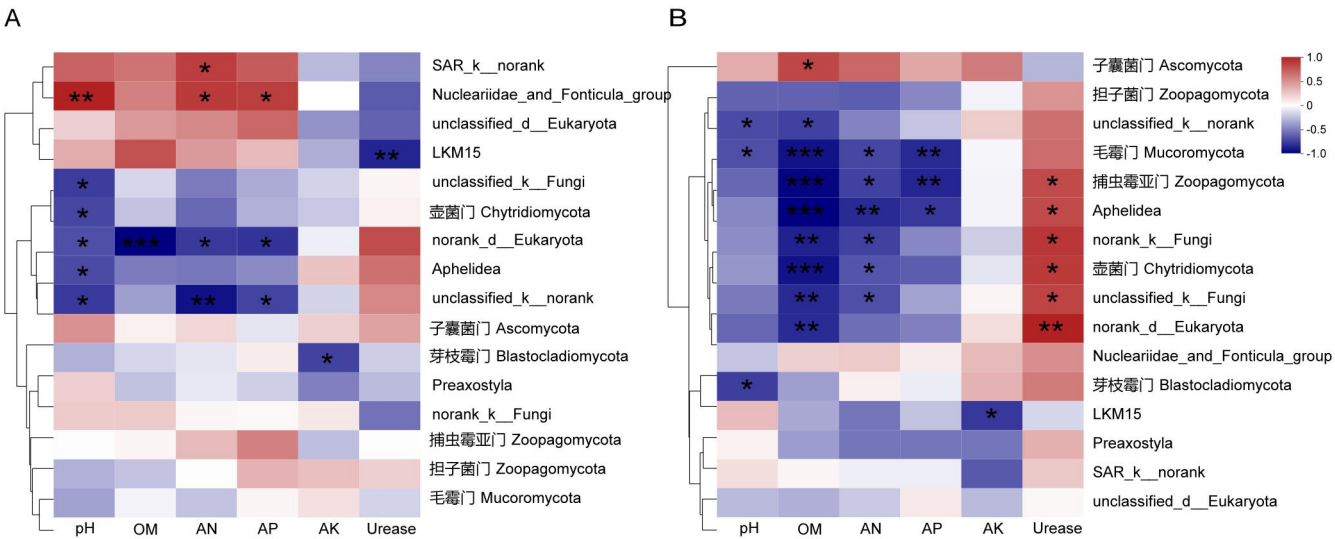 A
SAR_k__norank
**
*
*
*
Nucleariidae_and_Fonticula_group
unclassified_d__Eukaryota
**
LKM15
*
unclassified_k__Fungi
*
壶菌门 Chytridiomycota
*
***
*
*
norank_d__Eukaryota
*
Aphelidea
*
**
*
unclassified_k__norank
子囊菌门 Ascomycota
*
芽枝霉门 Blastocladiomycota
Preaxostyla
norank_k__Fungi
捕虫霉亚门 Zoopagomycota
担子菌门 Zoopagomycota
毛霉门 Mucoromycota
pH OM AN AP AK Urease
B
*
子囊菌门 Ascomycota
担子菌门 Zoopagomycota
* *
unclassified_k__norank
* *** * **
毛霉门 Mucoromycota
*** * ** *
捕虫霉亚门 Zoopagomycota
*** ** * *
Aphelidea
** * *
norank_k__Fungi
*** * *
壶菌门 Chytridiomycota
** * *
unclassified_k__Fungi
** **
norank_d__Eukaryota
Nucleariidae_and_Fonticula_group
*
芽枝霉门 Blastocladiomycota
*
LKM15
Preaxostyla
SAR_k__norank
unclassified_d__Eukaryota
pH OM AN AP AK Urease
1.0
0.5
0
-0.5
-1.0